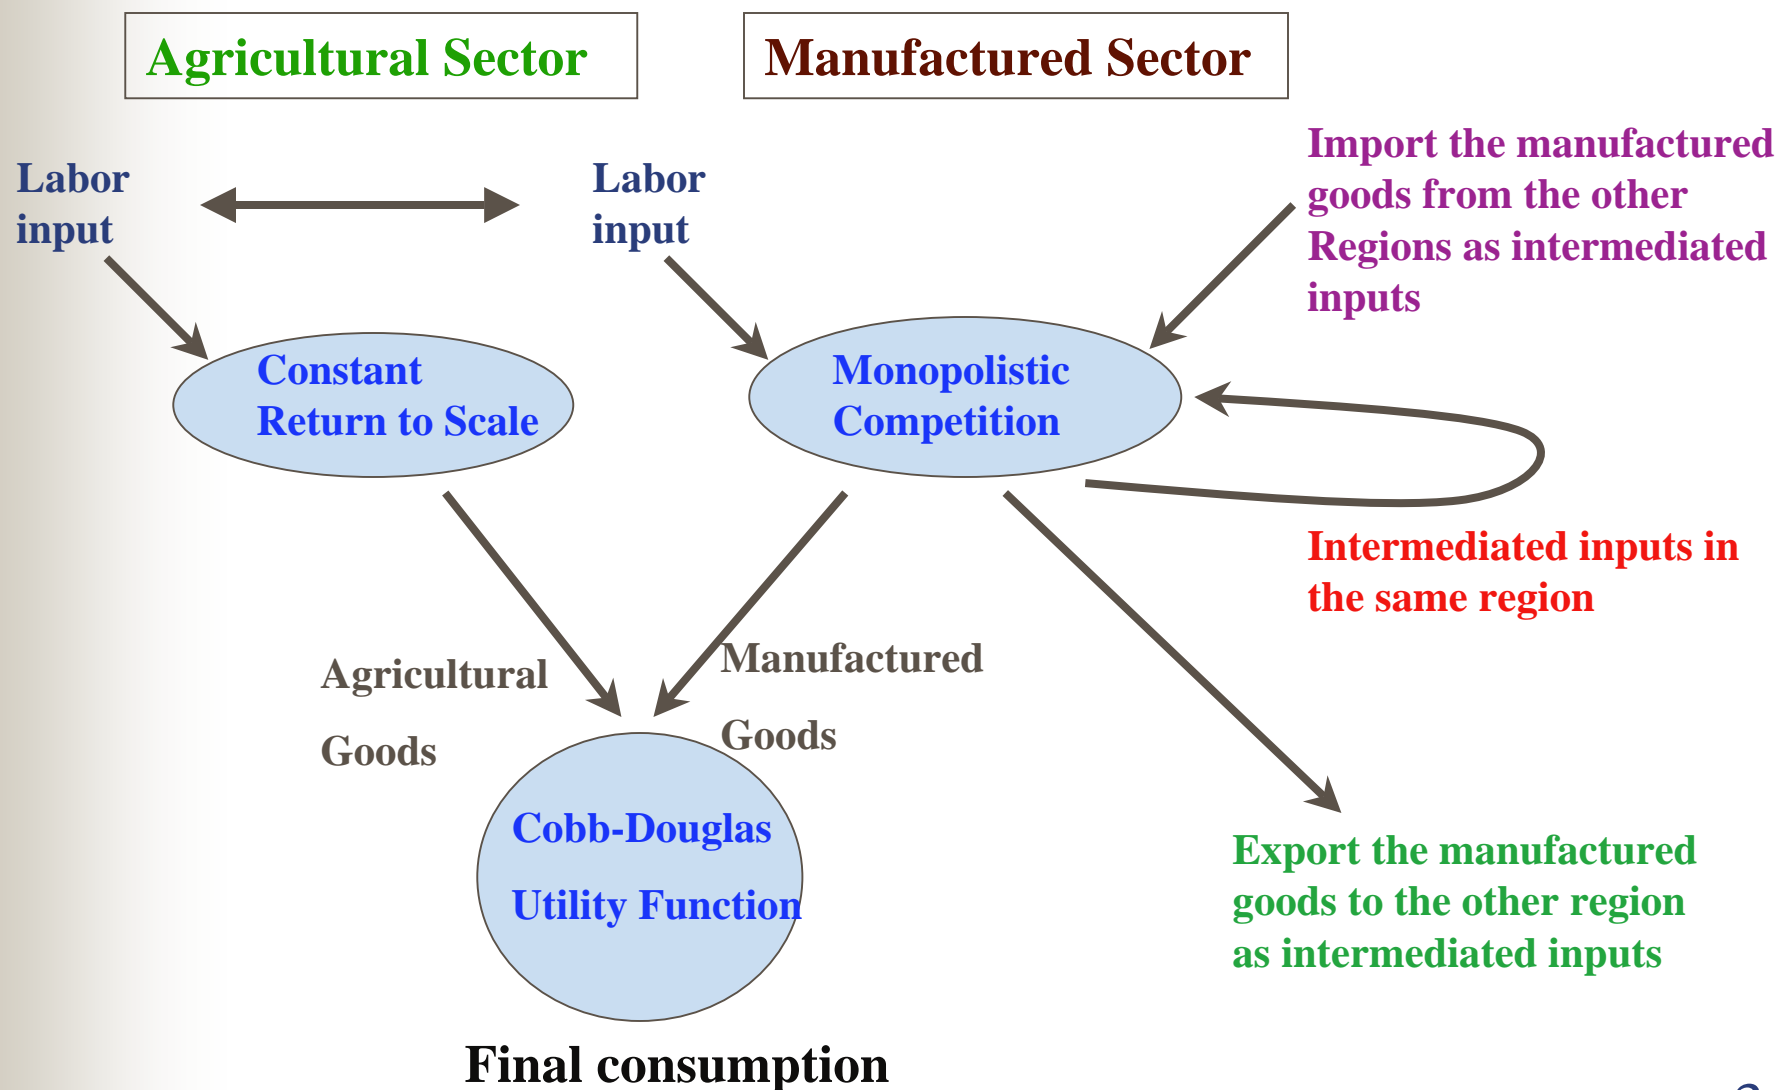 Agricultural Sector
Manufactured Sector
Labor
input
Labor
input
Import the manufactured
goods from the other
Regions as intermediated
inputs
Constant
Return to Scale
Monopolistic
Competition
Intermediated inputs in
the same region
Agricultural
Goods
Manufactured
Goods
Cobb-Douglas
Utility Function
Export the manufactured
goods to the other region
as intermediated inputs
Final consumption